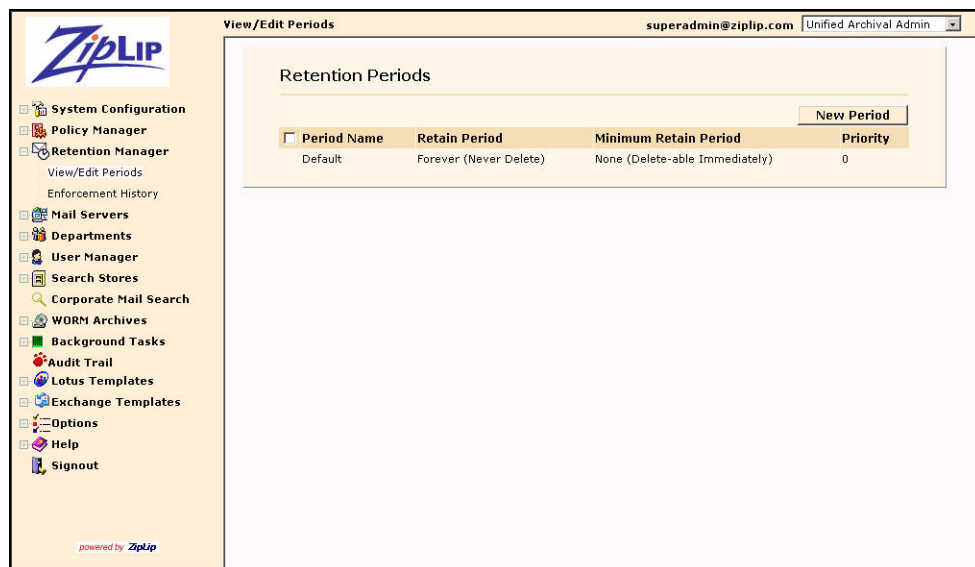 View/Edit Periods
superadmin@ziplip.com
Unified Archival Admin
ZipLip
System Configuration
Policy Manager
Retention Manager
View/Edit Periods
Enforcement History
Mail Servers
Departments
User Manager
Search Stores
Corporate Mail Search
WORM Archives
Background Tasks
Audit Trail
Lotus Templates
Exchange Templates
Options
Help
Signout
powered by ZipLip
Retention Periods
New Period
Period Name Retain Period Minimum Retain Period Priority
Default Forever (Never Delete) None (Delete-able Immediately) 0